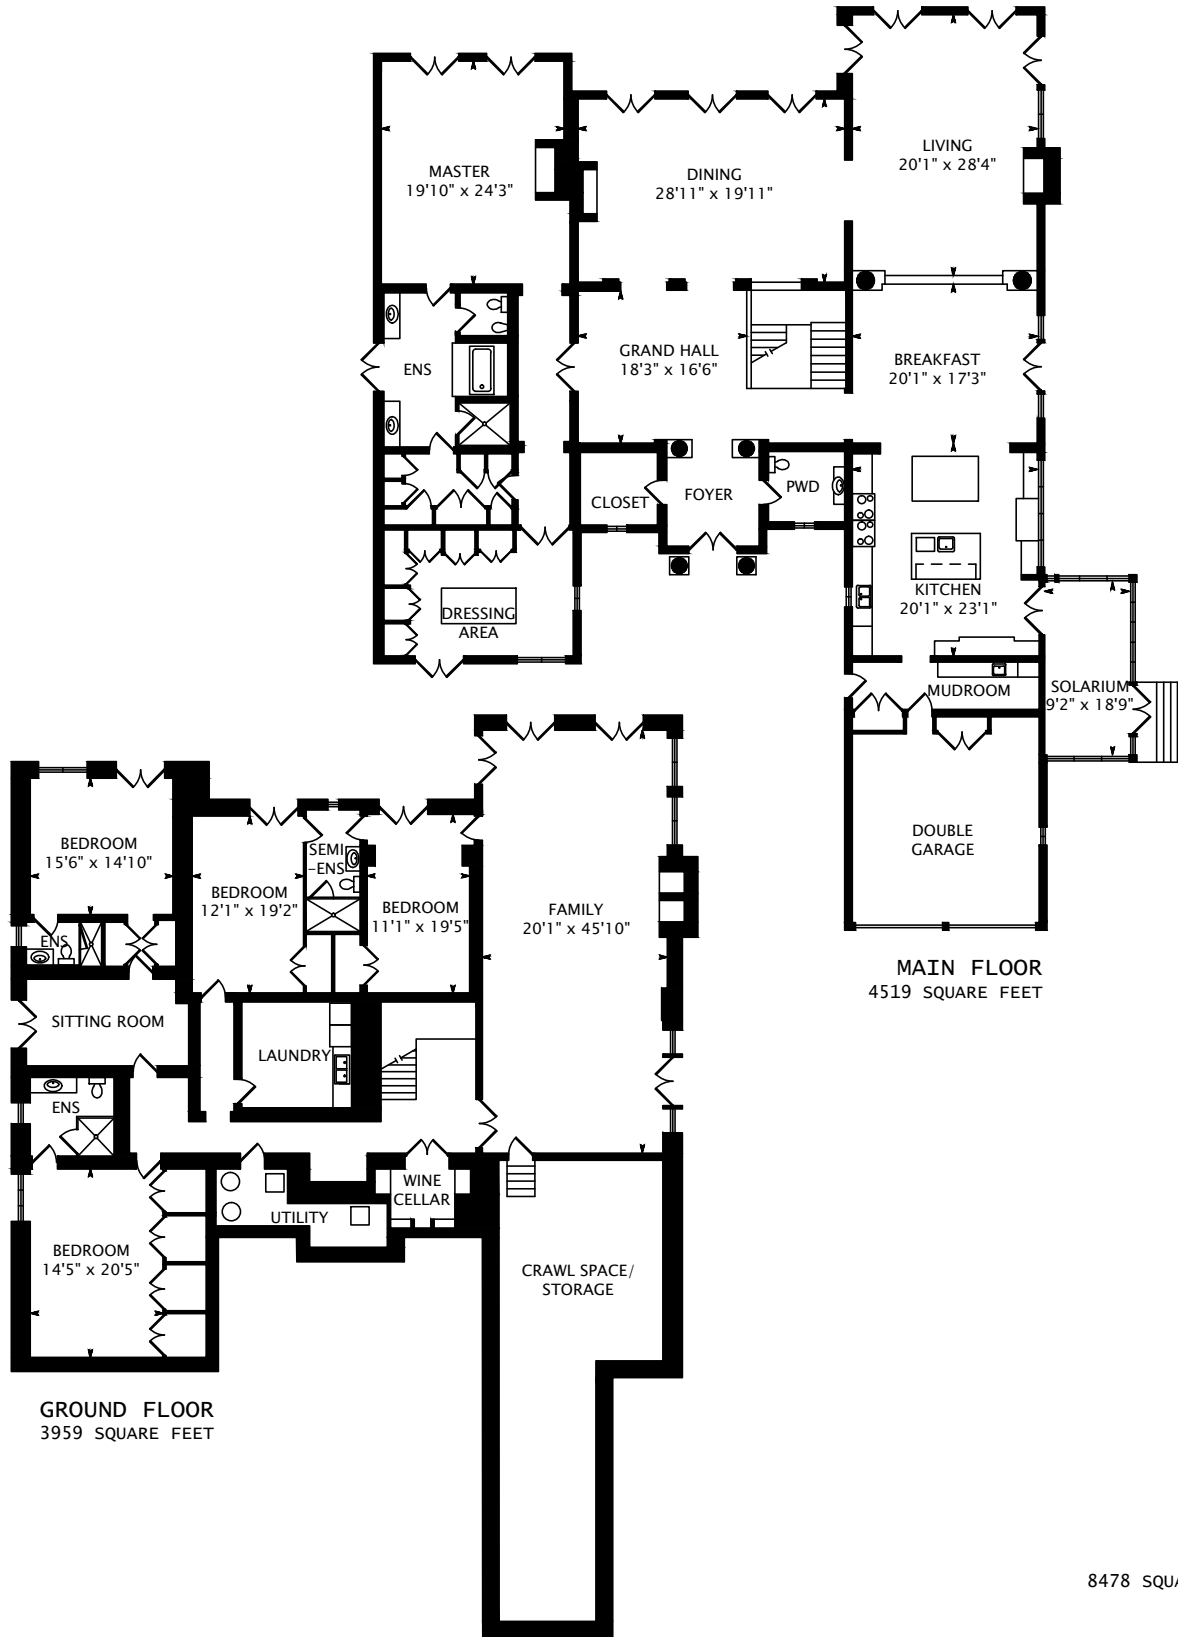 MASTER
19'10" x 24'3"
DINING
28'11" x 19'11"
LIVING
20'1" x 28'4"
ENS
GRAND HALL
18'3" x 16'6"
BREAKFAST
20'1" x 17'3"
CLOSET
FOYER
PWD
KITCHEN
20'1" x 23'1"
DRESSING
AREA
MUDROOM
SOLARIUM
9'2" x 18'9"
DOUBLE
GARAGE
MAIN FLOOR
4519 SQUARE FEET
BEDROOM
15'6" x 14'10"
SEMI
-ENS
BEDROOM
12'1" x 19'2"
BEDROOM
11'1" x 19'5"
FAMILY
20'1" x 45'10"
ENS
SITTING ROOM
LAUNDRY
ENS
WINE
CELLAR
UTILITY
BEDROOM
14'5" x 20'5"
CRAWL SPACE/
STORAGE
GROUND FLOOR
3959 SQUARE FEET
8478 SQUA